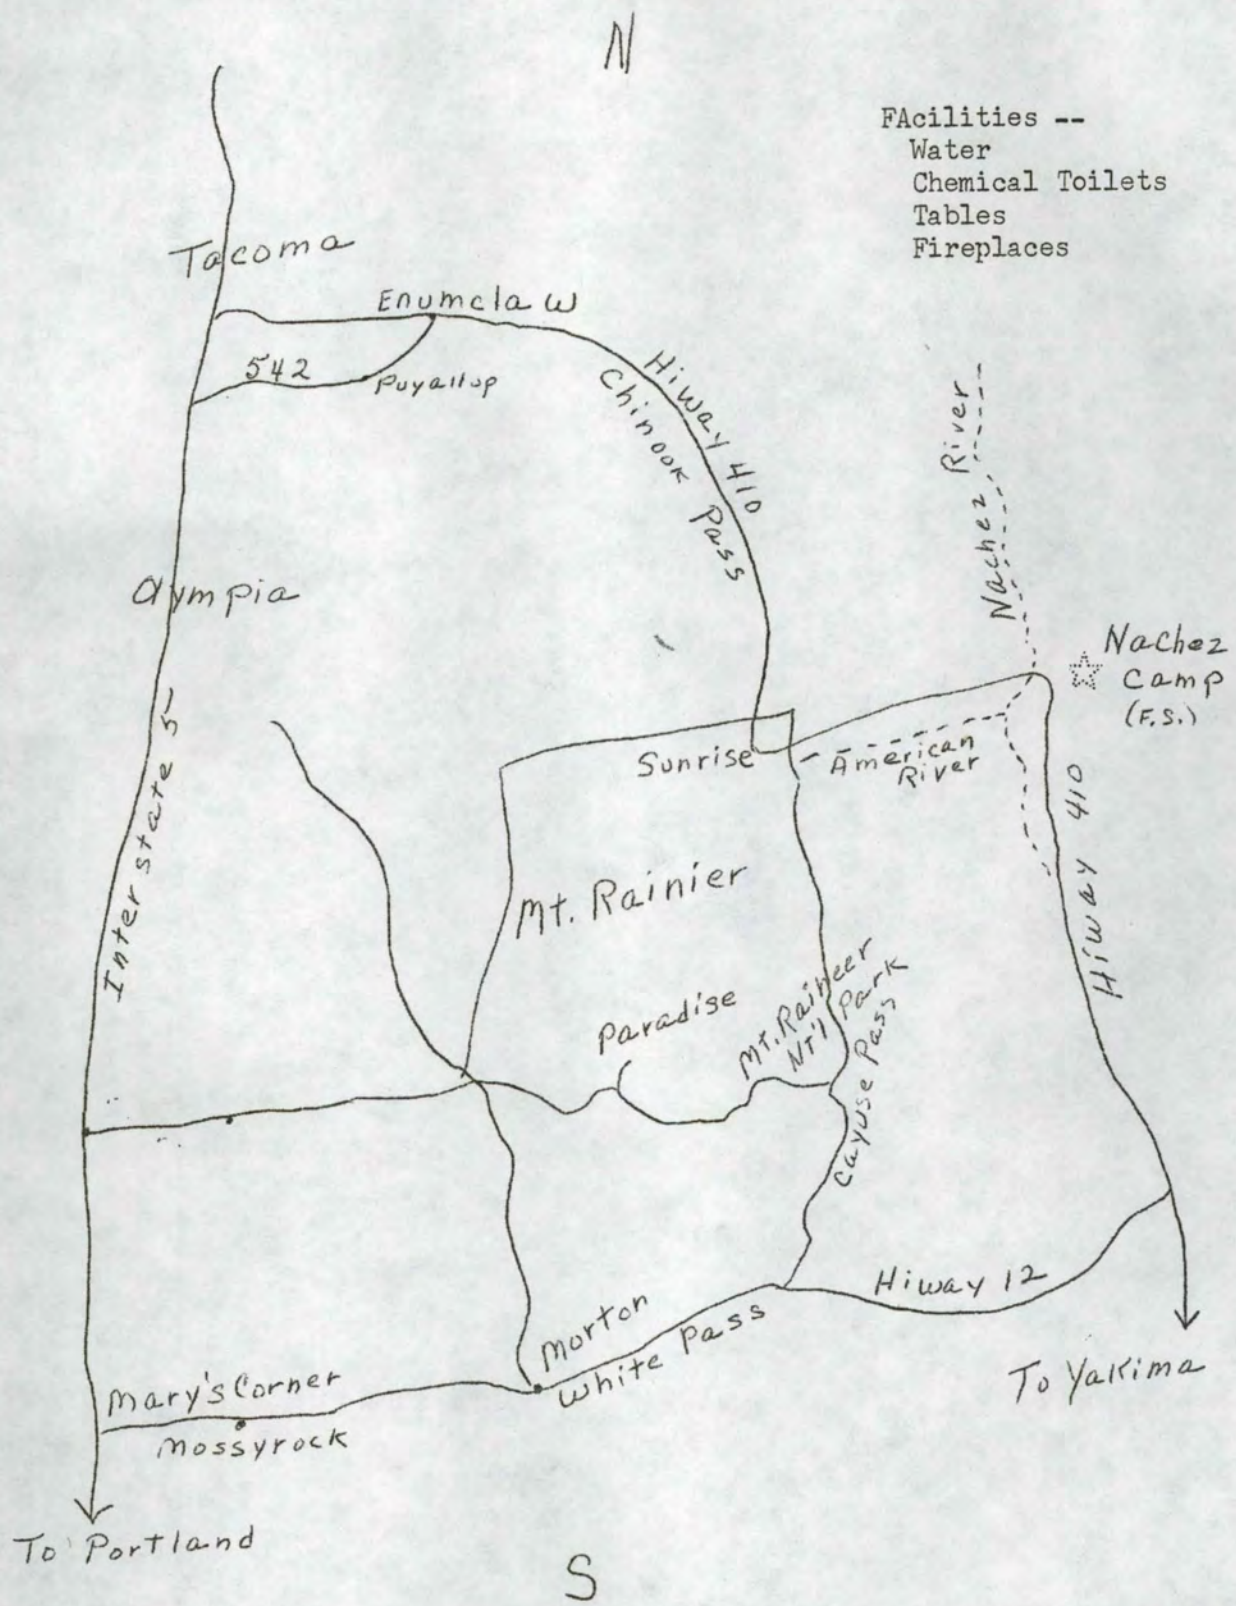 N
FAcilities --
Water
Chemical Toilets
Tables
Fireplaces
Tacoma
Enumclaw
542
Puyallup
Hiway 410
Chinook Pass
Nachez River
Olympia
Nachez
Camp
(F.S.)
Interstate 5
Sunrise
American
River
Hiway 410
Mt. Rainier
Paradise
Mt. Raineer
Nt'l Park
Cayuse Pass
Hiway 12
Morton
White Pass
Mary's Corner
Mossyrock
To Yakima
To Portland
S